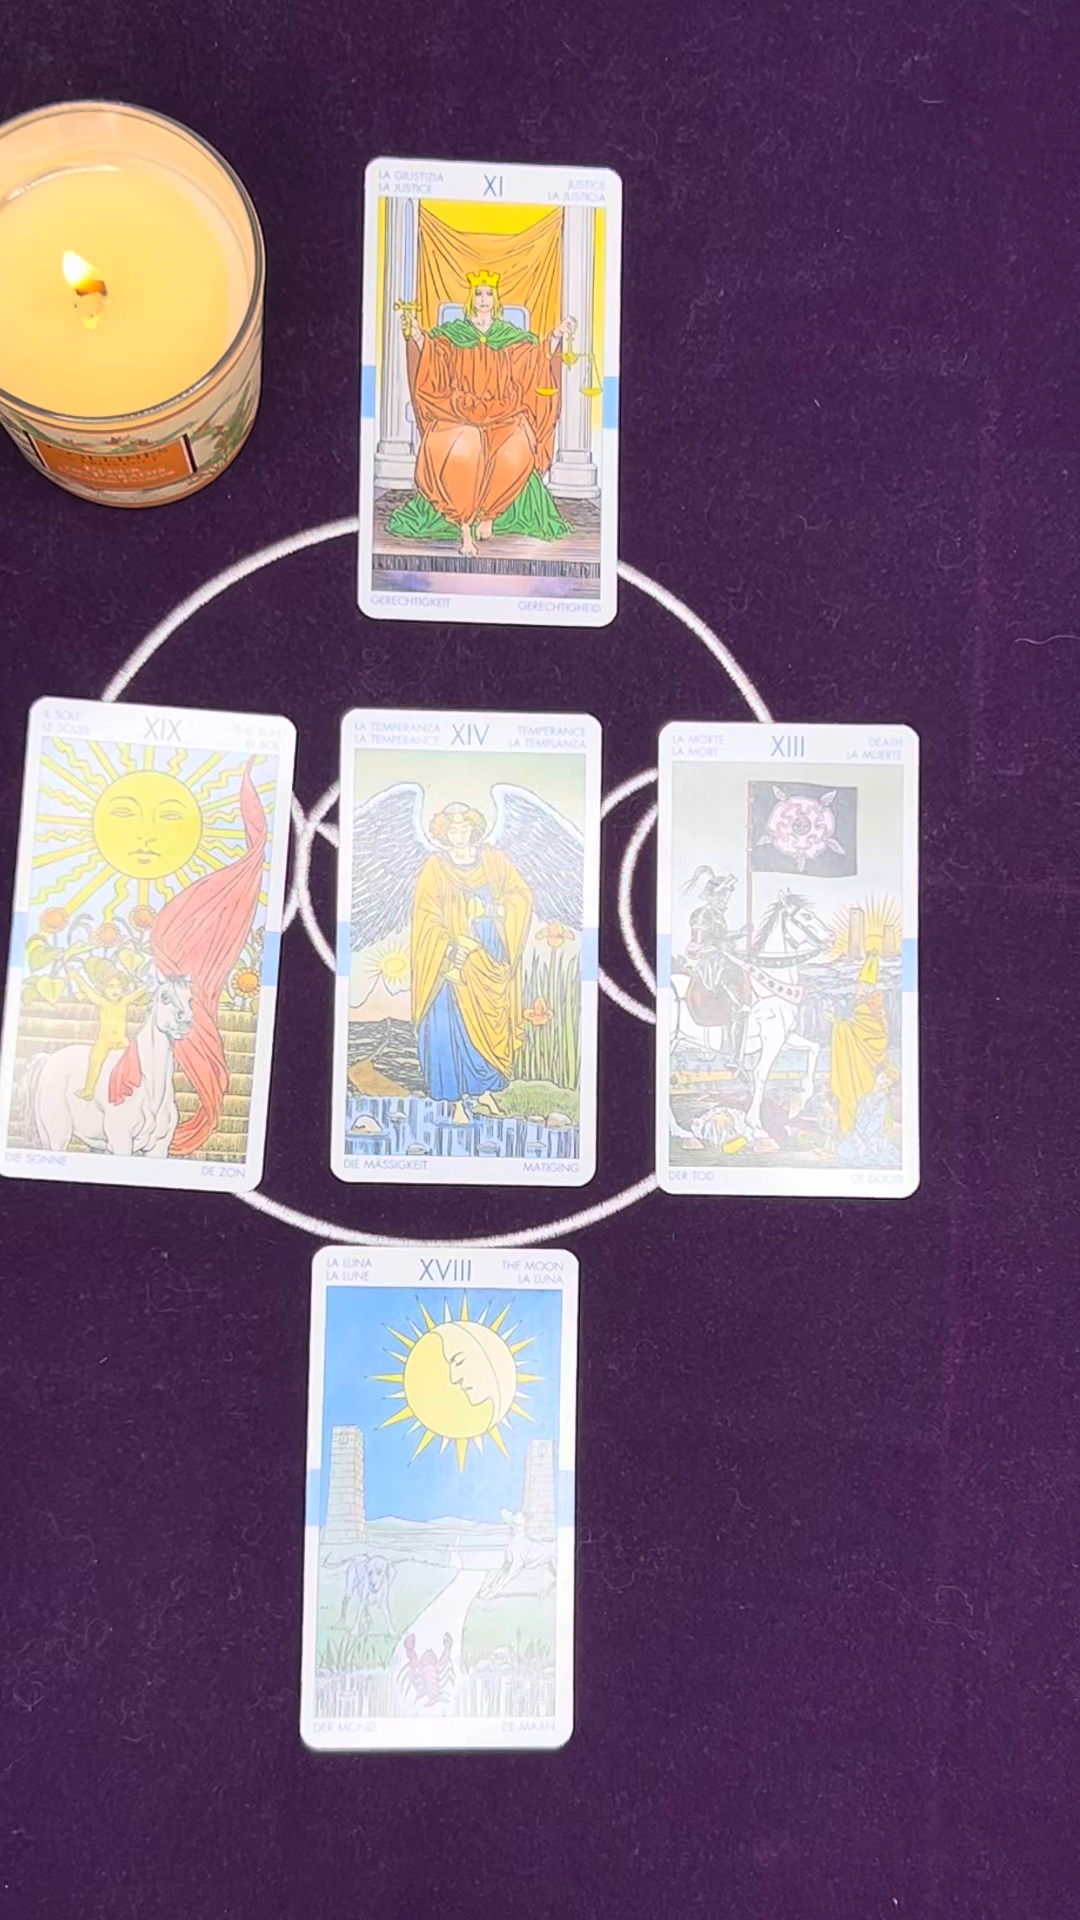 LA GIUSTIZIA XI JUSTICE
LA JUSTICE LA JUSTICIA
GERECHTIGKEIT GERECHTIGHEID
IL SOLE XIX THE SUN
LE SOLEIL EL SOL
DIE SONNE DE ZON
LA TEMPERANZA XIV TEMPERANCE
LA TEMPERANCE LA TEMPLANZA
DIE MÄSSIGKEIT MATIGING
LA MORTE XIII DEATH
LA MORT LA MUERTE
DER TOD DE DOOD
LA LUNA XVIII THE MOON
LA LUNE LA LUNA
DER MOND DE MAAN